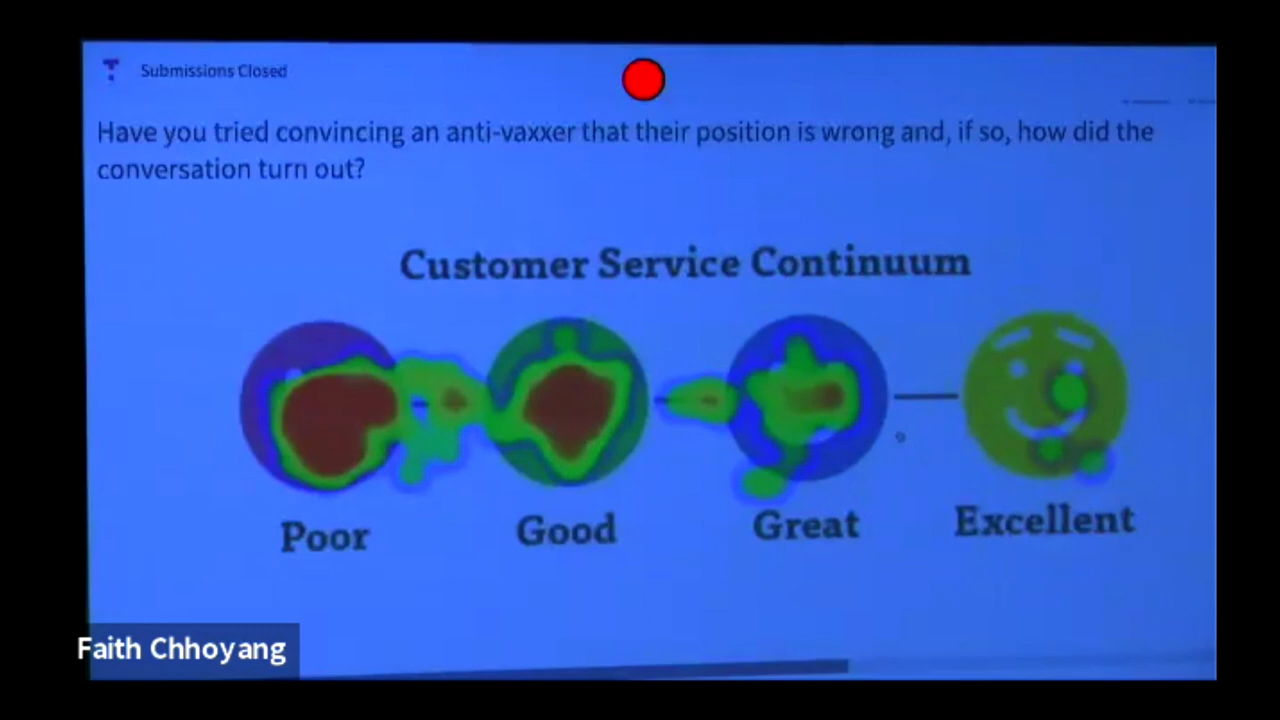 Submissions Closed
Have you tried convincing an anti-vaxxer that their position is wrong and, if so, how did the
conversation turn out?
Customer Service Continuum
Poor
Good
Great
Excellent
Faith Chhoyang